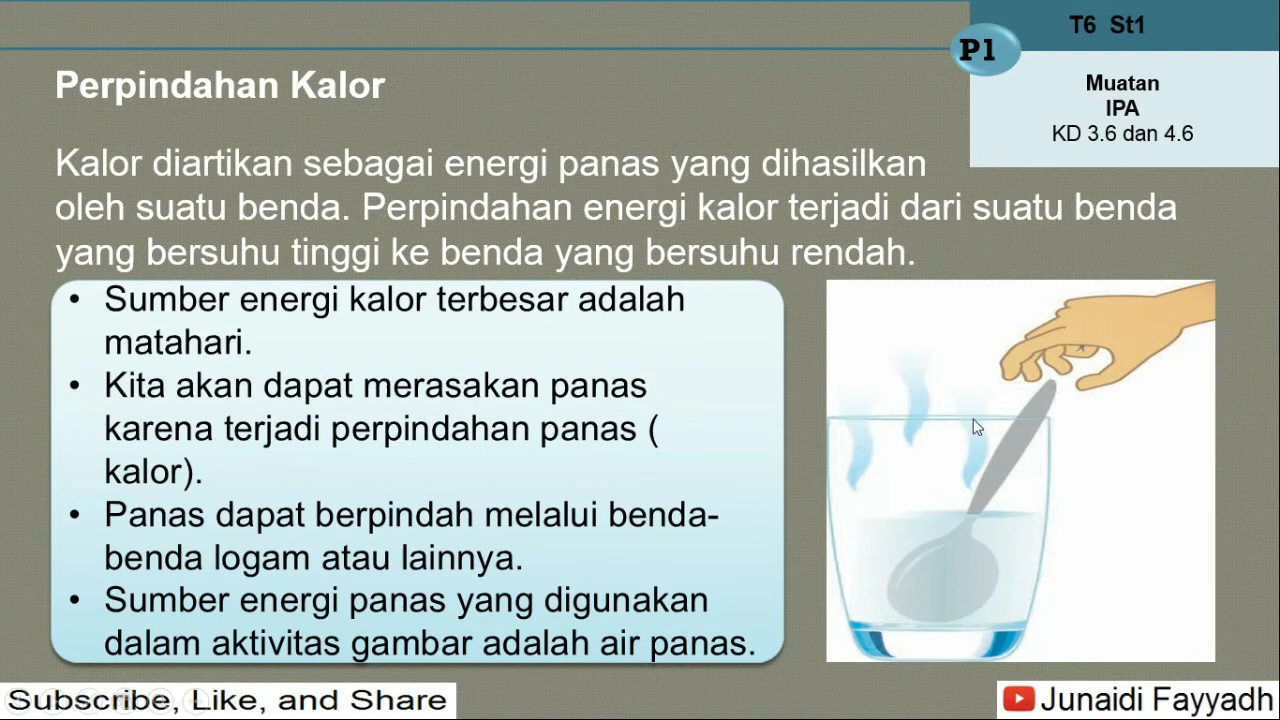 T6 St1
P1
Muatan
IPA
KD 3.6 dan 4.6
Perpindahan Kalor
Kalor diartikan sebagai energi panas yang dihasilkan
oleh suatu benda. Perpindahan energi kalor terjadi dari suatu benda
yang bersuhu tinggi ke benda yang bersuhu rendah.
• Sumber energi kalor terbesar adalah
matahari.
• Kita akan dapat merasakan panas
karena terjadi perpindahan panas (
kalor).
• Panas dapat berpindah melalui benda-
benda logam atau lainnya.
• Sumber energi panas yang digunakan
dalam aktivitas gambar adalah air panas.
Subscribe, Like, and Share
Junaidi Fayyadh